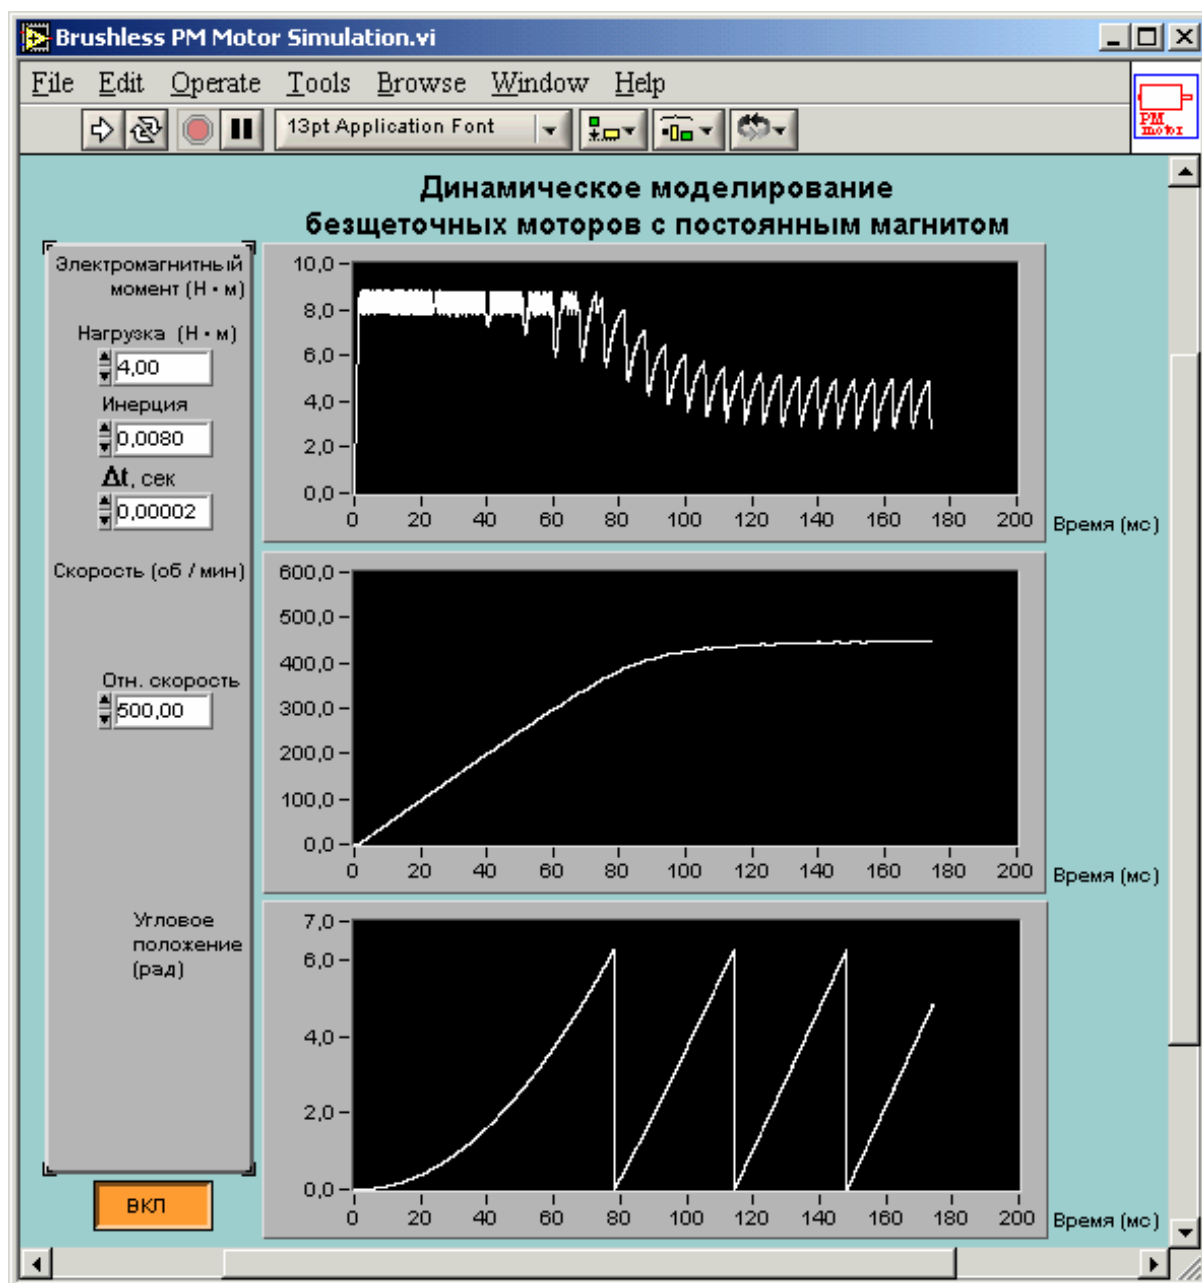 Brushless PM Motor Simulation.vi
File Edit Operate Tools Browse Window Help
13pt Application Font
PM motor
Динамическое моделирование
безщеточных моторов с постоянным магнитом
Электромагнитный
момент (Н • м)
Нагрузка (Н • м)
4,00
Инерция
0,0080
Δt, сек
0,00002
10,0
8,0
6,0
4,0
2,0
0,0
0 20 40 60 80 100 120 140 160 180 200
Время (мс)
Скорость (об / мин)
Отн. скорость
500,00
600,0
500,0
400,0
300,0
200,0
100,0
0,0
0 20 40 60 80 100 120 140 160 180 200
Время (мс)
Угловое
положение
(рад)
7,0
6,0
4,0
2,0
0,0
0 20 40 60 80 100 120 140 160 180 200
Время (мс)
ВКЛ